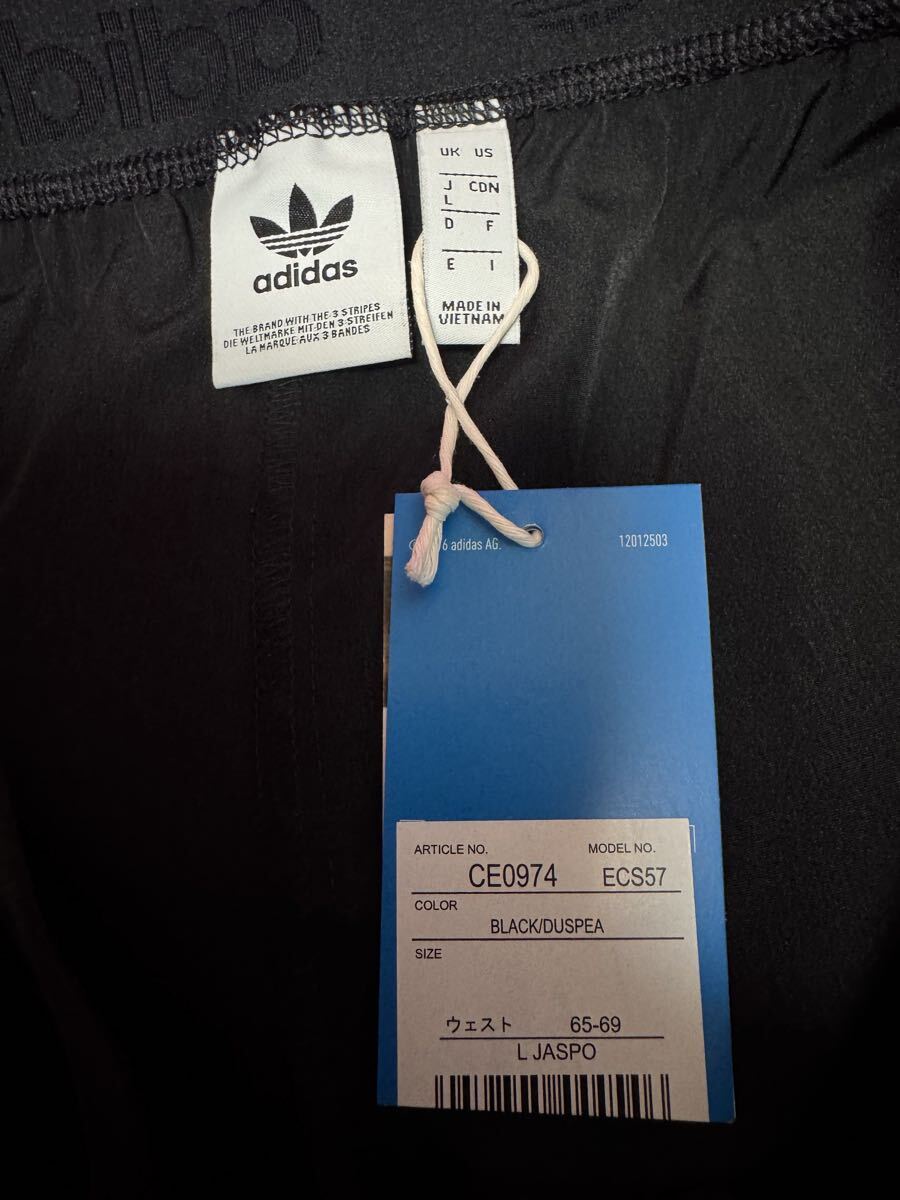 adidas
THE BRAND WITH THE 3 STRIPES
DIE WELTMARKE MIT DEN 3 STREIFEN
LA MARQUE AUX 3 BANDES
UK US
J CDN
L
D F
E I
MADE IN
VIETNAM
6 adidas AG.
12012503
ARTICLE NO. MODEL NO.
CE0974 ECS57
COLOR
BLACK/DUSPEA
SIZE
ウェスト 65-69
L JASPO